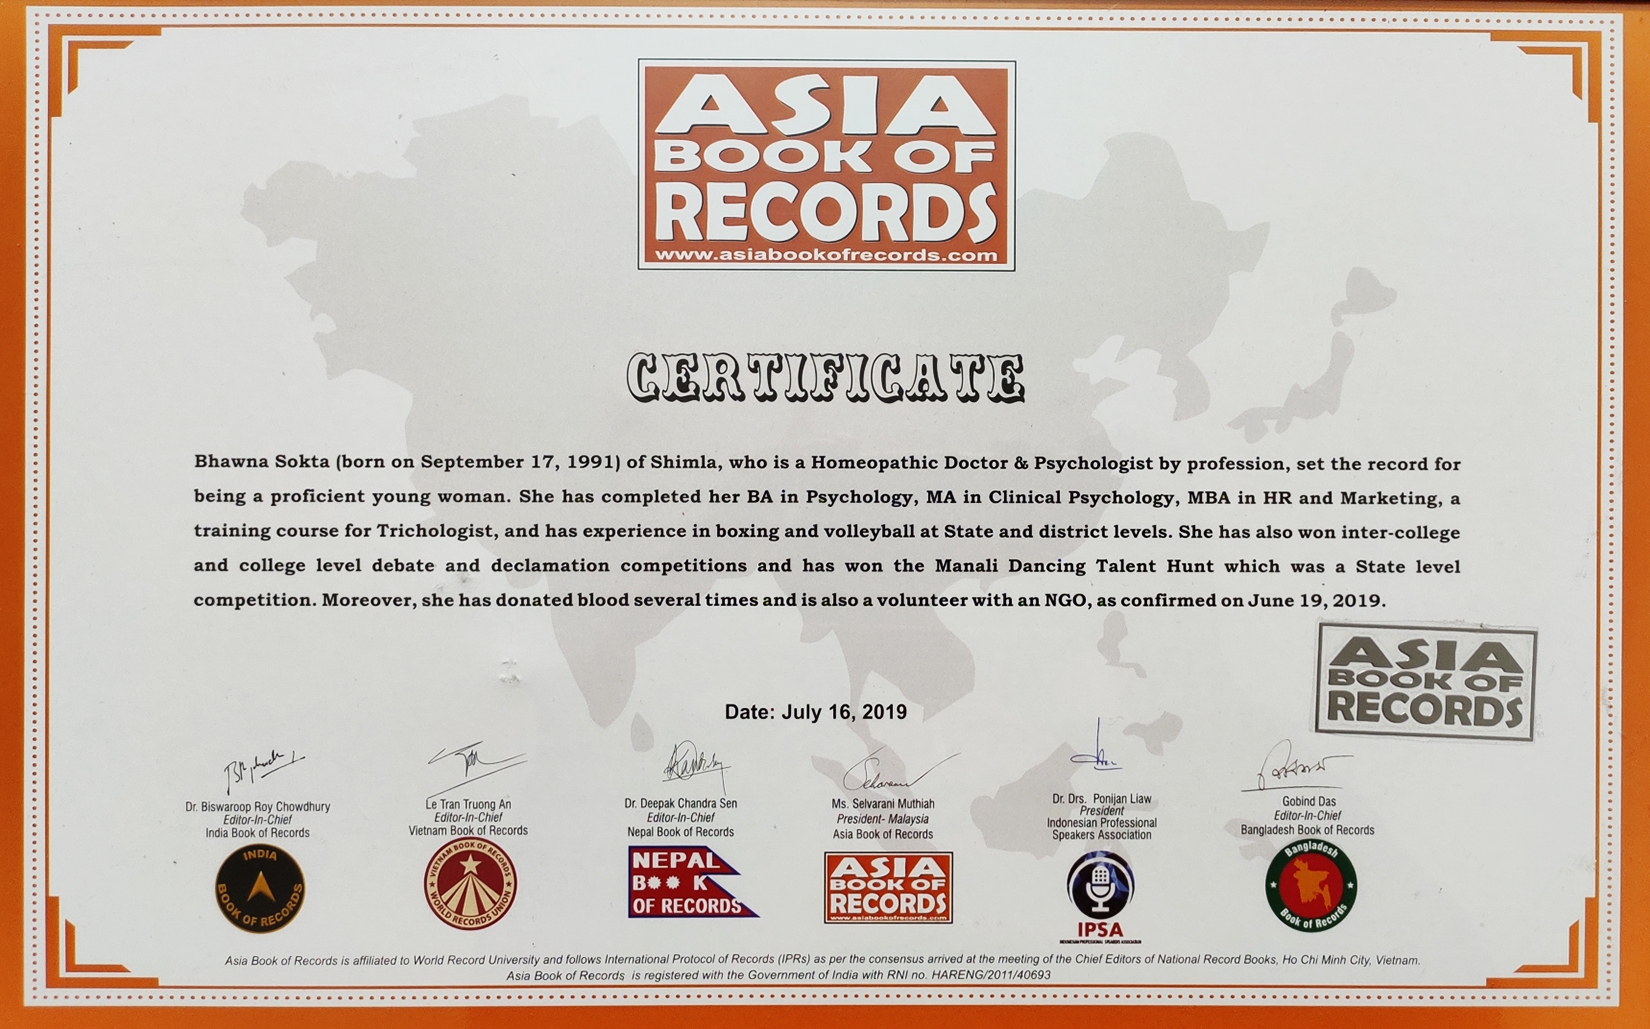 ASIA
BOOK OF
RECORDS
www.asiabookofrecords.com
CERTIFICATE
Bhawna Sokta (born on September 17, 1991) of Shimla, who is a Homeopathic Doctor & Psychologist by profession, set the record for
being a proficient young woman. She has completed her BA in Psychology, MA in Clinical Psychology, MBA in HR and Marketing, a
training course for Trichologist, and has experience in boxing and volleyball at State and district levels. She has also won inter-college
and college level debate and declamation competitions and has won the Manali Dancing Talent Hunt which was a State level
competition. Moreover, she has donated blood several times and is also a volunteer with an NGO, as confirmed on June 19, 2019.
ASIA
BOOK OF
RECORDS
Date: July 16, 2019
Dr. Biswaroop Roy Chowdhury
Editor-In-Chief
India Book of Records
INDIA
BOOK OF RECORDS
Le Tran Truong An
Editor-In-Chief
Vietnam Book of Records
VIETNAM BOOK OF RECORDS
WORLD RECORDS UNION
Dr. Deepak Chandra Sen
Editor-In-Chief
Nepal Book of Records
NEPAL
B K
OF RECORDS
Ms. Selvarani Muthiah
President- Malaysia
Asia Book of Records
ASIA
BOOK OF
RECORDS
www.asiabookofrecords.com
Dr. Drs. Ponijan Liaw
President
Indonesian Professional
Speakers Association
IPSA
INDONESIAN PROFESSIONAL SPEAKERS ASSOCIATION
Gobind Das
Editor-In-Chief
Bangladesh Book of Records
Bangladesh
Book of Records
Asia Book of Records is affiliated to World Record University and follows International Protocol of Records (IPRs) as per the consensus arrived at the meeting of the Chief Editors of National Record Books, Ho Chi Minh City, Vietnam.
Asia Book of Records is registered with the Government of India with RNI no. HARENG/2011/40693